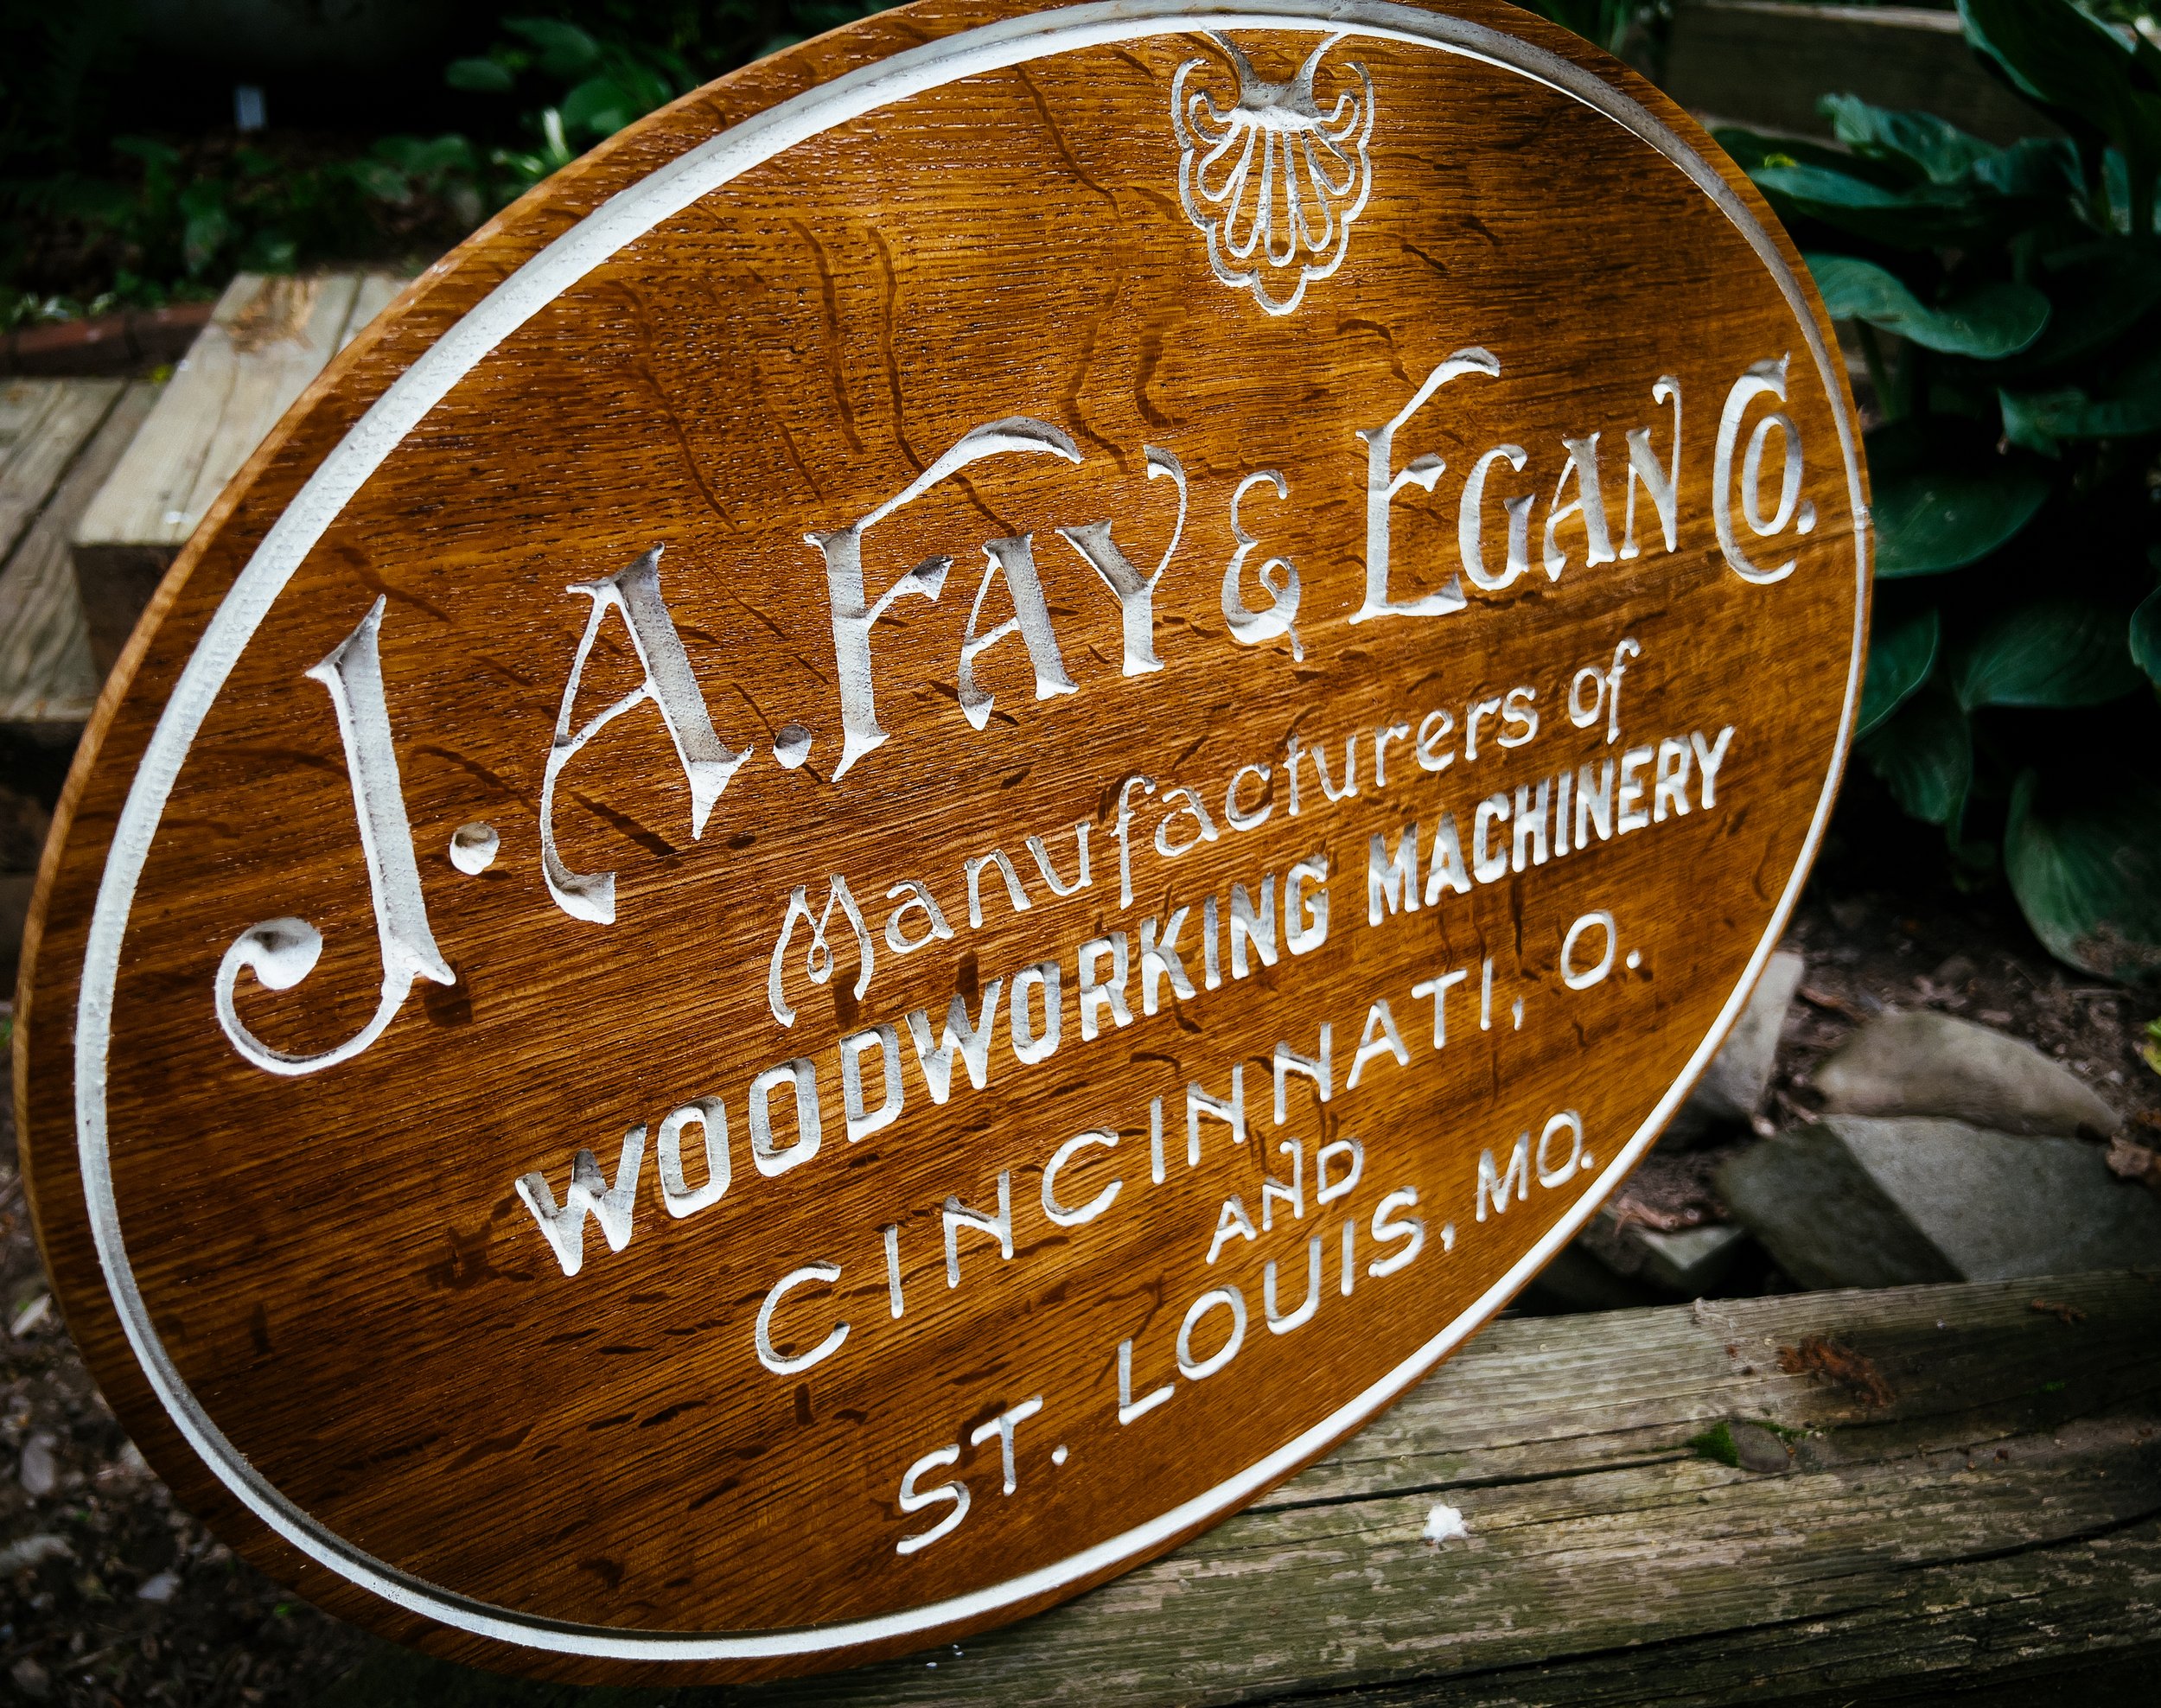 J. A. FAY & EGAN CO.
Manufacturers of
WOODWORKING MACHINERY
CINCINNATI, O.
AND
ST. LOUIS, MO.